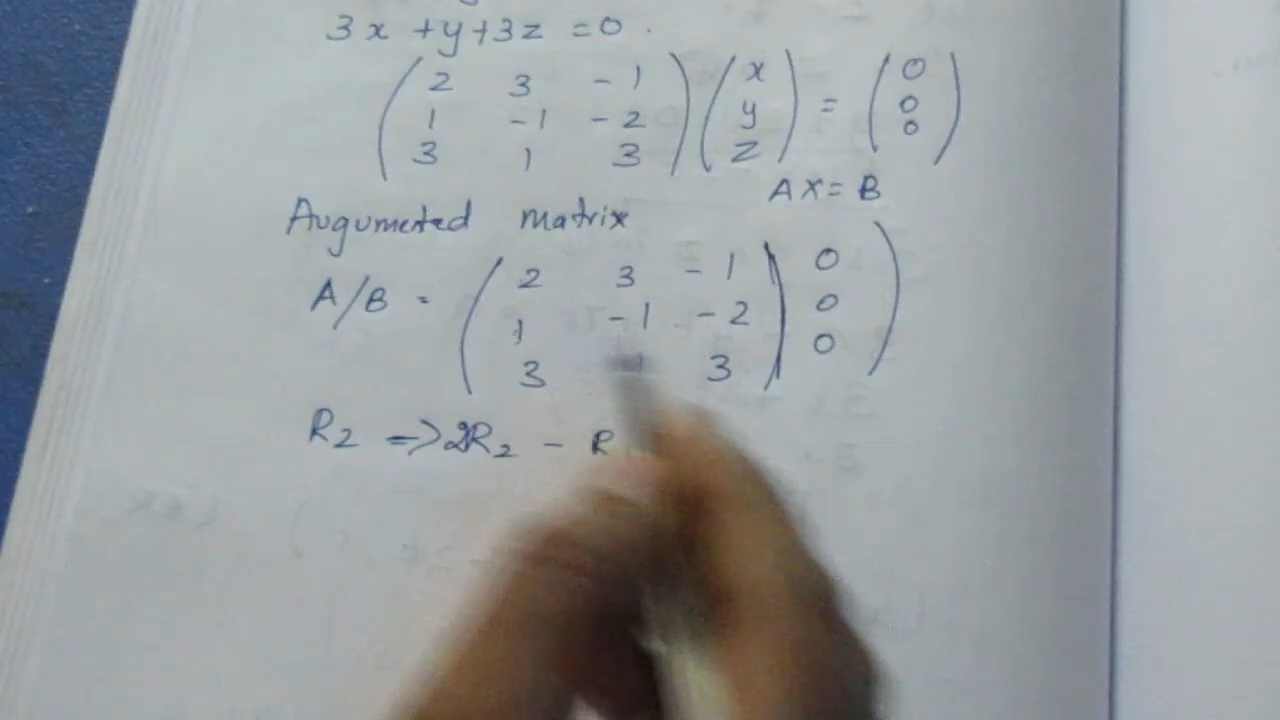 3x + y + 3z = 0.
2 3 -1 x 0
1 -1 -2 y = 0
3 1 3 z 0
AX = B
Augumented matrix
2 3 -1 0
A/B = 1 -1 -2 0
3 3 0
R2 => 2R2 - R